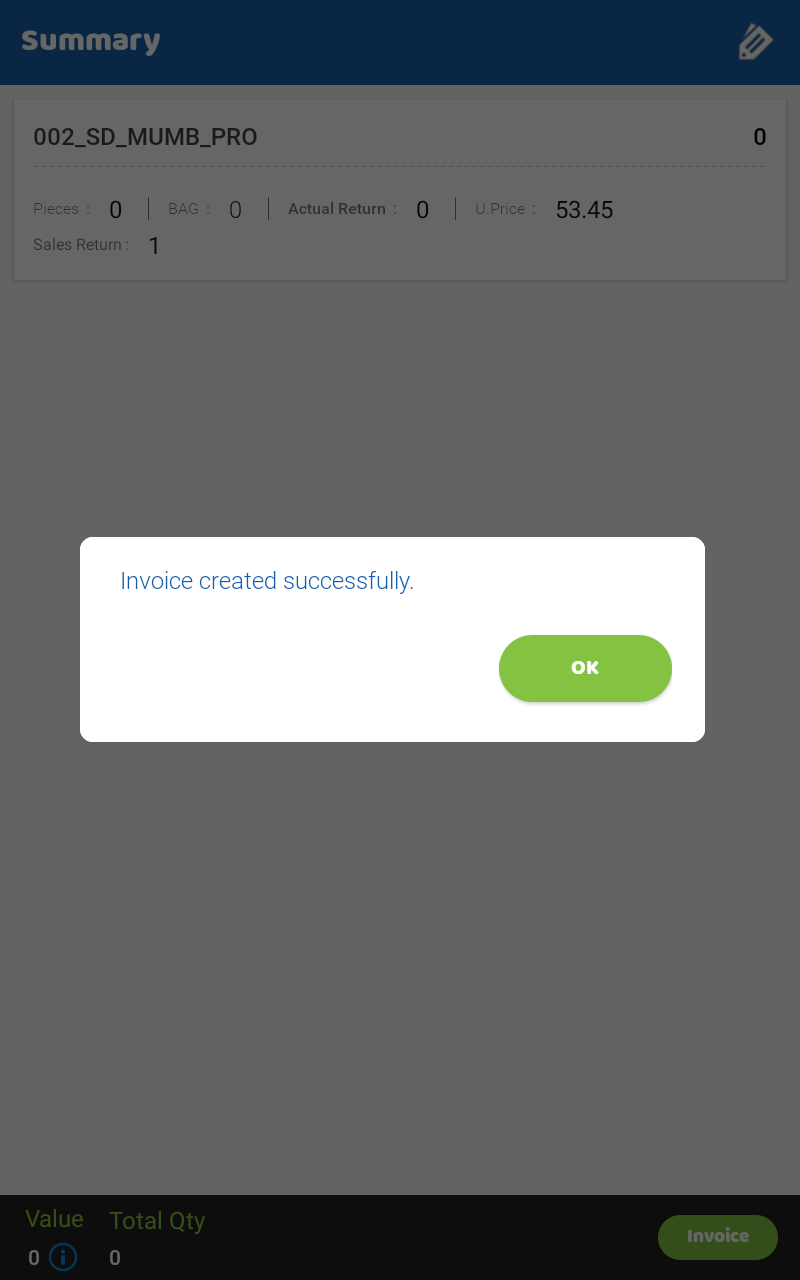 Summary
002_SD_MUMB_PRO 0
Pieces : 0 BAG : 0 Actual Return : 0 U.Price : 53.45
Sales Return : 1
Invoice created successfully.
OK
Value Total Qty
0 0
Invoice